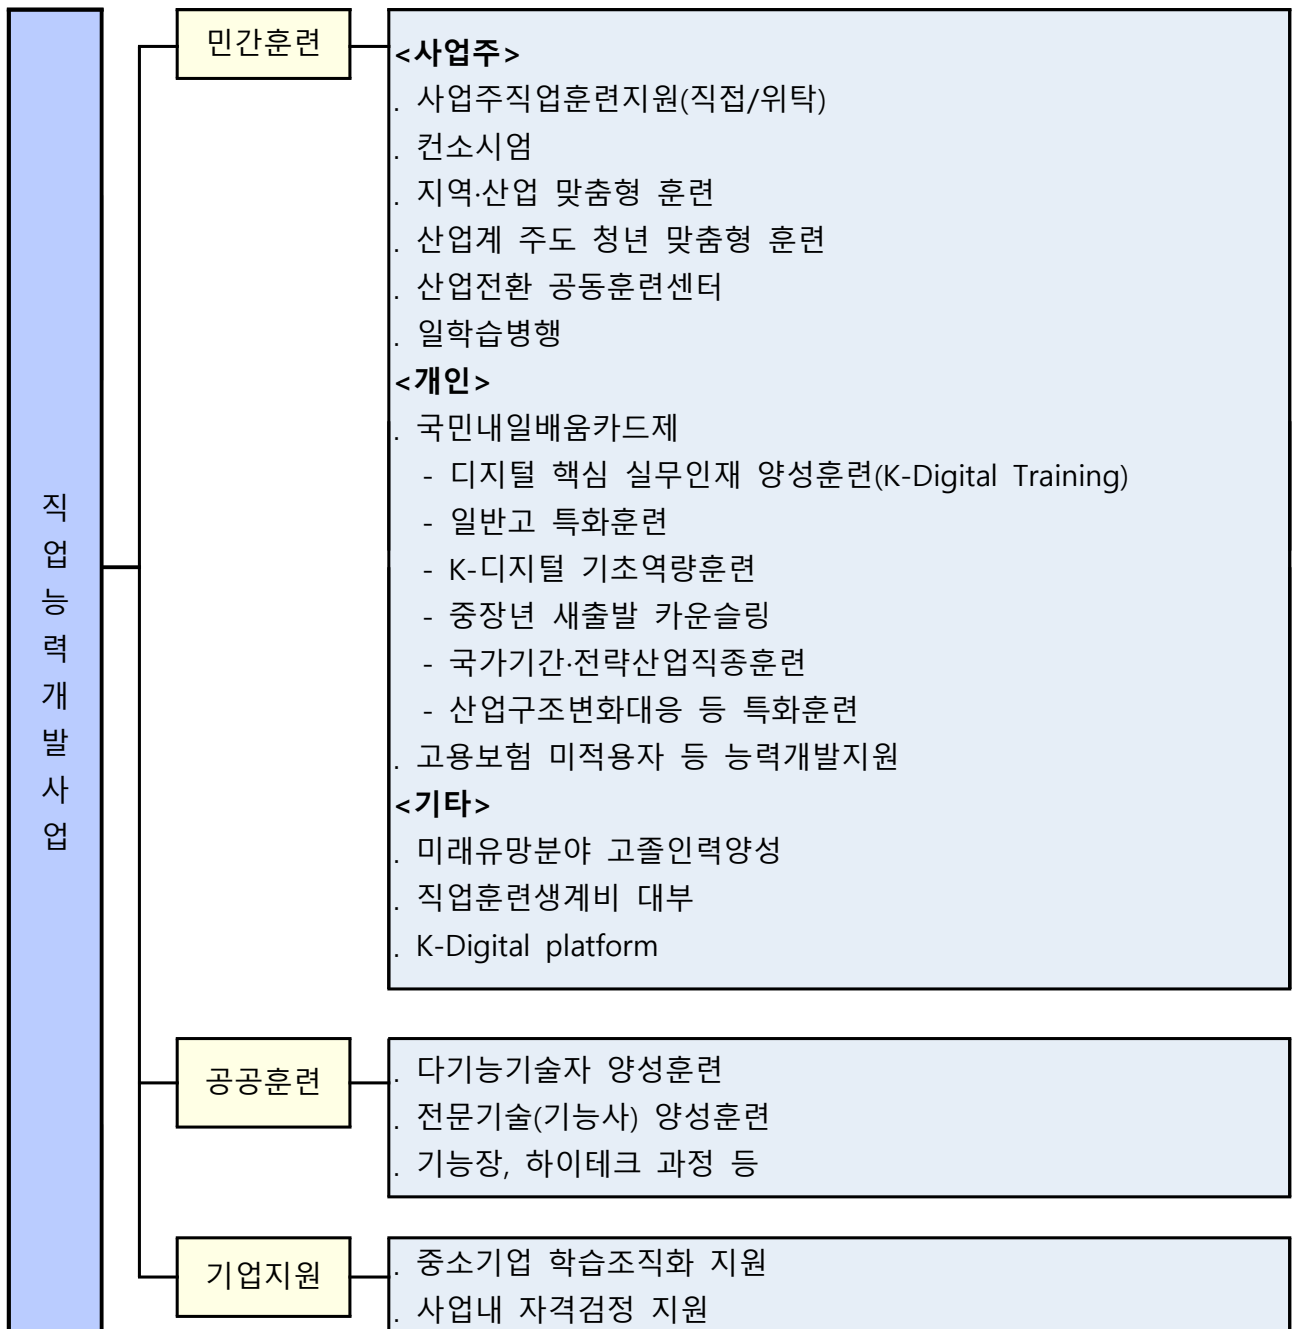 직업능력개발사업
민간훈련
<사업주>
. 사업주직업훈련지원(직접/위탁)
. 컨소시엄
. 지역·산업 맞춤형 훈련
. 산업계 주도 청년 맞춤형 훈련
. 산업전환 공동훈련센터
. 일학습병행
<개인>
. 국민내일배움카드제
- 디지털 핵심 실무인재 양성훈련(K-Digital Training)
- 일반고 특화훈련
- K-디지털 기초역량훈련
- 중장년 새출발 카운슬링
- 국가기간·전략산업직종훈련
- 산업구조변화대응 등 특화훈련
. 고용보험 미적용자 등 능력개발지원
<기타>
. 미래유망분야 고졸인력양성
. 직업훈련생계비 대부
. K-Digital platform
공공훈련
. 다기능기술자 양성훈련
. 전문기술(기능사) 양성훈련
. 기능장, 하이테크 과정 등
기업지원
. 중소기업 학습조직화 지원
. 사업내 자격검정 지원